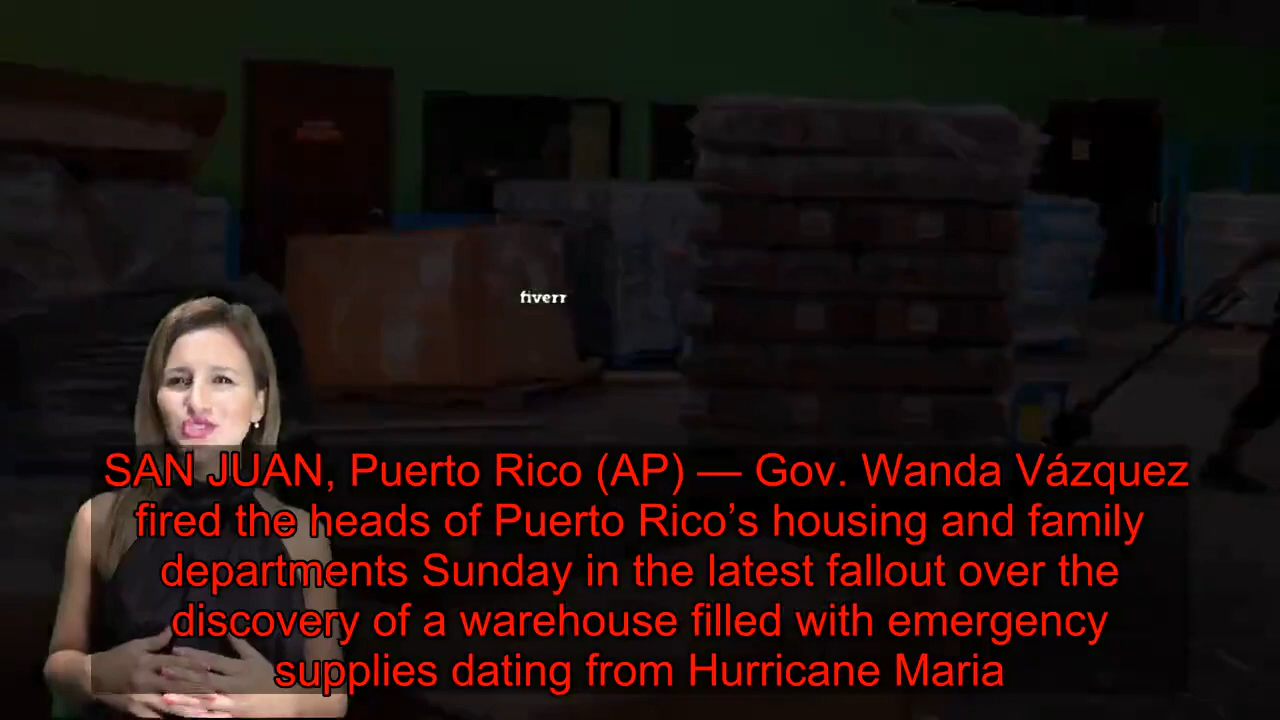 fiverr
SAN JUAN, Puerto Rico (AP) — Gov. Wanda Vázquez
fired the heads of Puerto Rico’s housing and family
departments Sunday in the latest fallout over the
discovery of a warehouse filled with emergency
supplies dating from Hurricane Maria